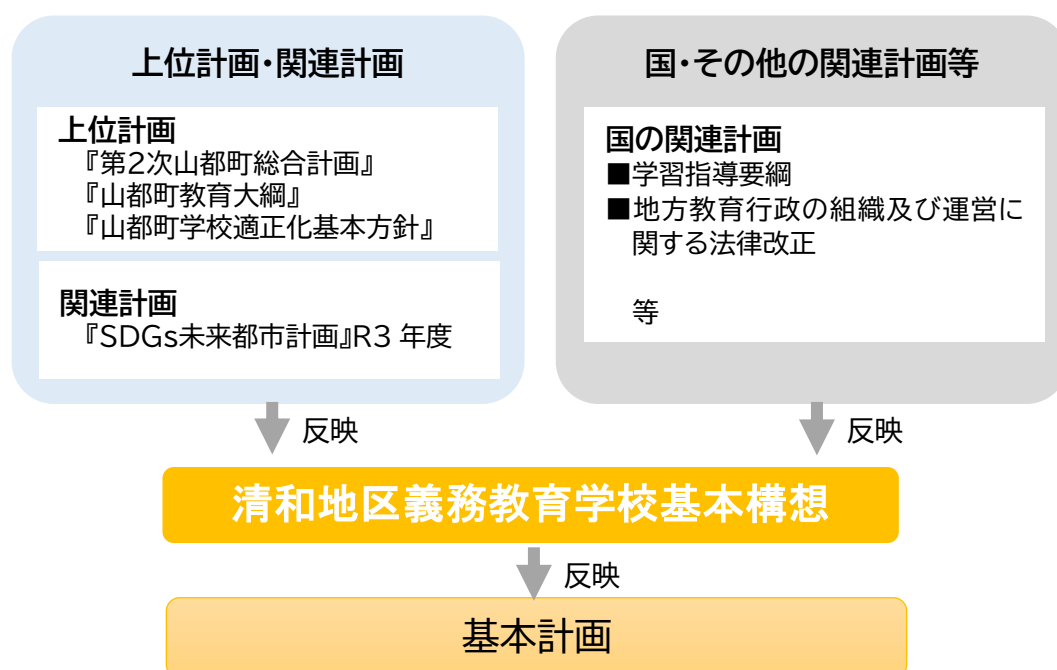 上位計画・関連計画
上位計画
『第2次山都町総合計画』
『山都町教育大綱』
『山都町学校適正化基本方針』
関連計画
『SDGs未来都市計画』R3 年度
国・その他の関連計画等
国の関連計画
■学習指導要綱
■地方教育行政の組織及び運営に
関する法律改正
等
反映
反映
清和地区義務教育学校基本構想
反映
基本計画